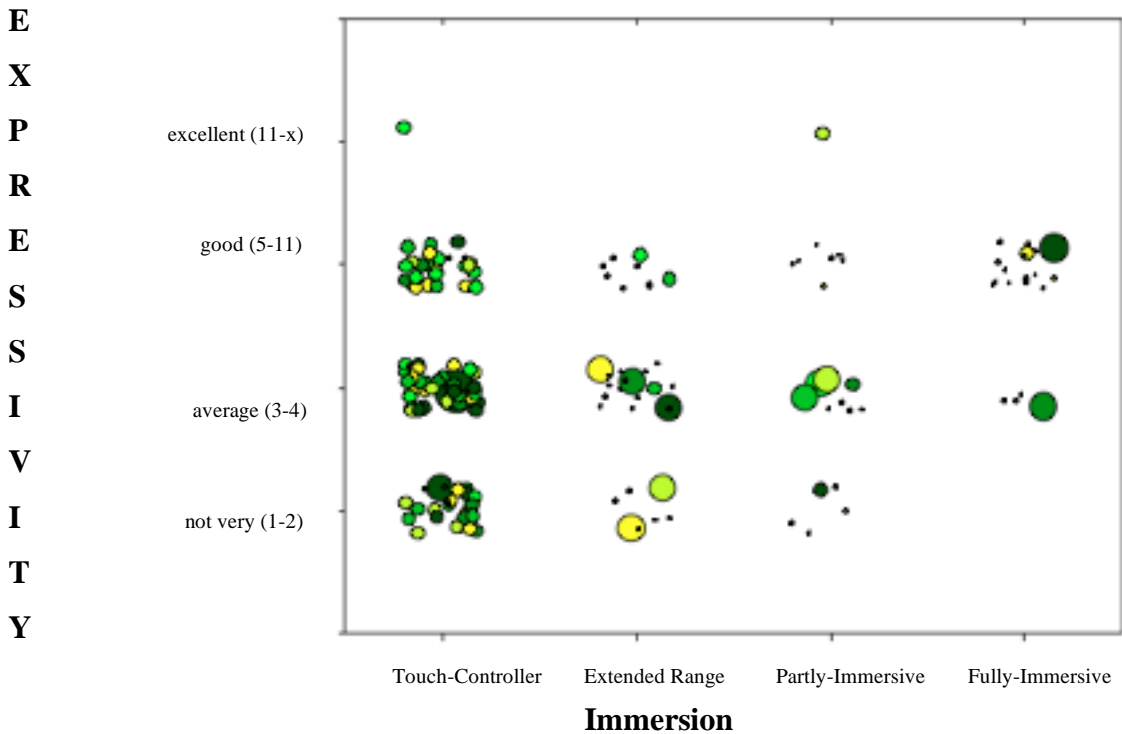 E
X
P
R
E
S
S
I
V
I
T
Y
excellent (11-x)
good (5-11)
average (3-4)
not very (1-2)
Touch-Controller Extended Range Partly-Immersive Fully-Immersive
Immersion